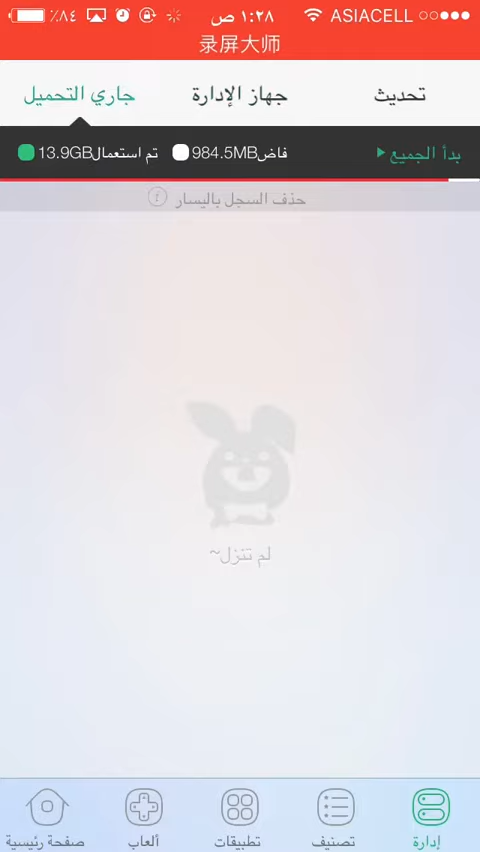 ASIACELL ١:٢٨ ص ٪٨٤
录屏大师
تحديث جهاز الإدارة جاري التحميل
بدأ الجميع فاض984.5MB تم استعمال13.9GB
حذف السجل باليسار
لم تنزل~
إدارة تصنيف تطبيقات ألعاب صفحة رئيسية